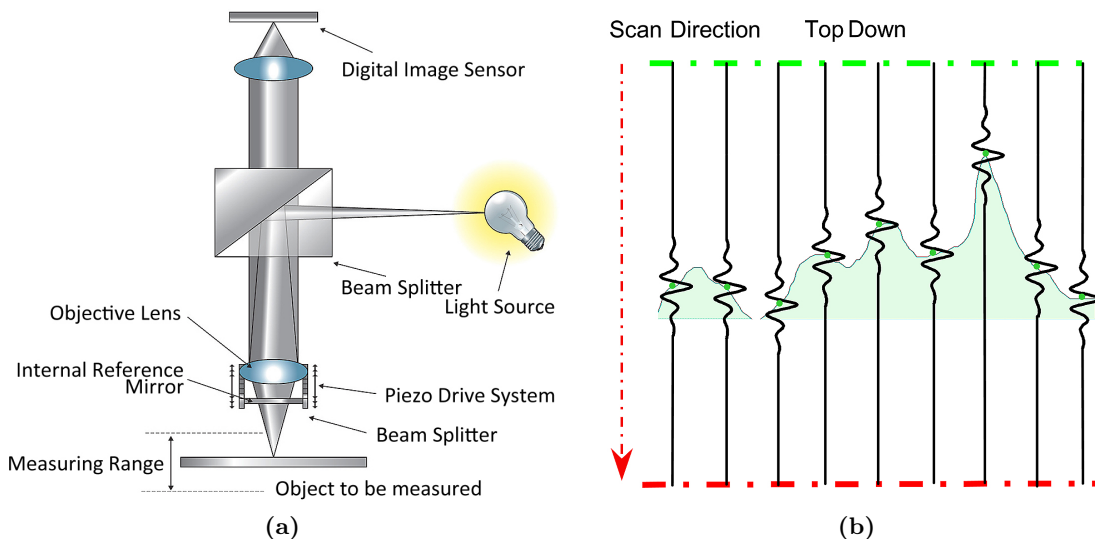 Digital Image Sensor
Beam Splitter
Light Source
Objective Lens
Internal Reference
Mirror
Piezo Drive System
Beam Splitter
Measuring Range
Object to be measured
(a)
Scan Direction Top Down
(b)